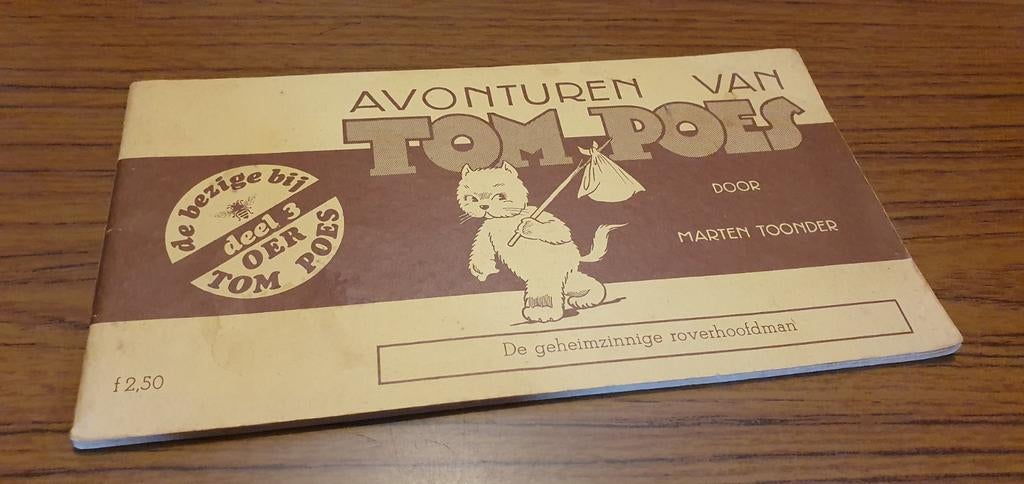 AVONTUREN VAN
TOM POES
DOOR
MARTEN TOONDER
de bezige bij
deel 3
OER
TOM POES
De geheimzinnige roverhoofdman
f 2,50